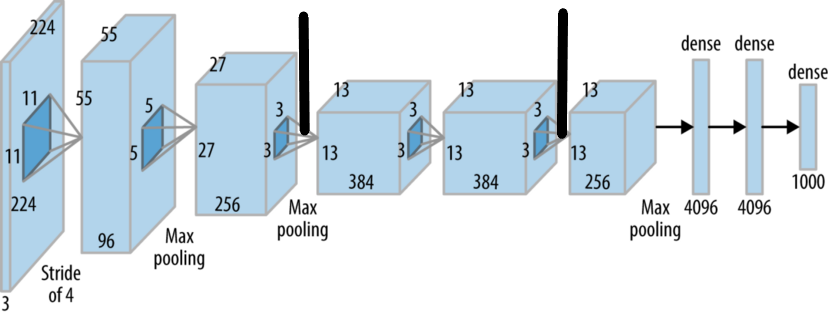 224
11
11
224
3
Stride
of 4
55
55
5
5
96
Max
pooling
27
27
3
3
256
Max
pooling
13
13
3
3
384
13
13
3
3
384
13
13
256
Max
pooling
dense
4096
dense
4096
dense
1000